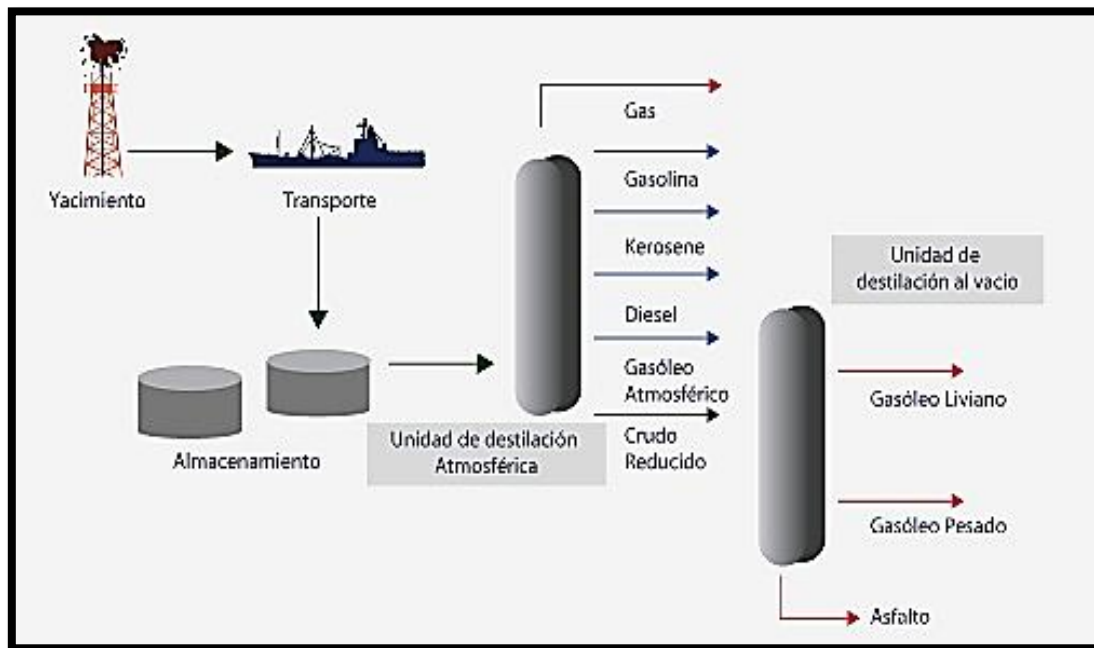 Yacimiento
Transporte
Almacenamiento
Unidad de destilación
Atmosférica
Gas
Gasolina
Kerosene
Diesel
Gasóleo
Atmosférico
Crudo
Reducido
Unidad de
destilación al vacio
Gasóleo Liviano
Gasóleo Pesado
Asfalto